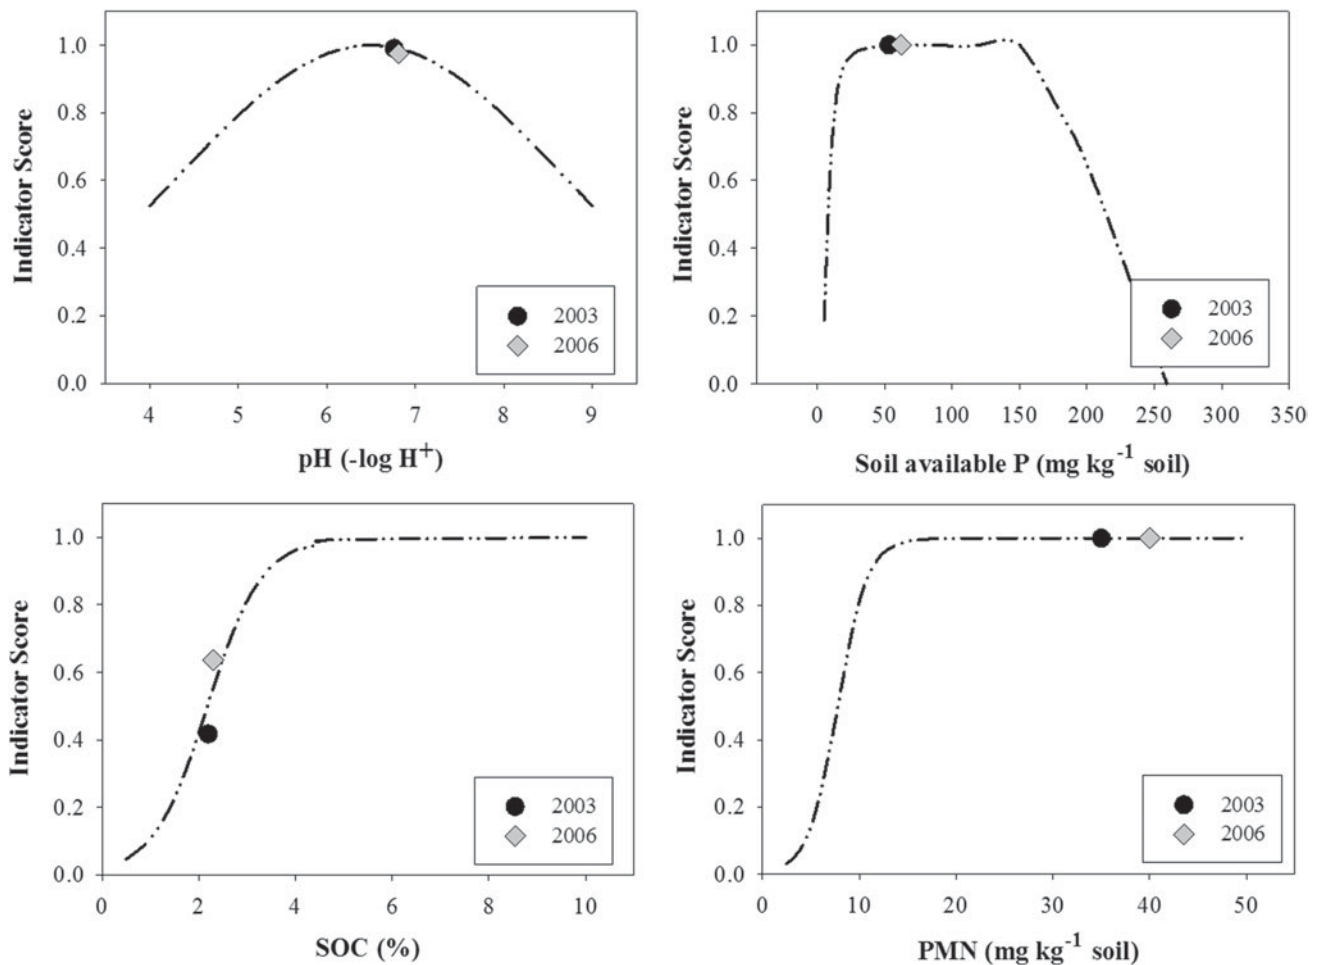 Indicator Score
1.0
0.8
0.6
0.4
0.2
0.0
2003
2006
4 5 6 7 8 9
pH (-log H+)
Indicator Score
1.0
0.8
0.6
0.4
0.2
0.0
2003
2006
0 50 100 150 200 250 300 350
Soil available P (mg kg-1 soil)
Indicator Score
1.0
0.8
0.6
0.4
0.2
0.0
2003
2006
0 2 4 6 8 10
SOC (%)
Indicator Score
1.0
0.8
0.6
0.4
0.2
0.0
2003
2006
0 10 20 30 40 50
PMN (mg kg-1 soil)